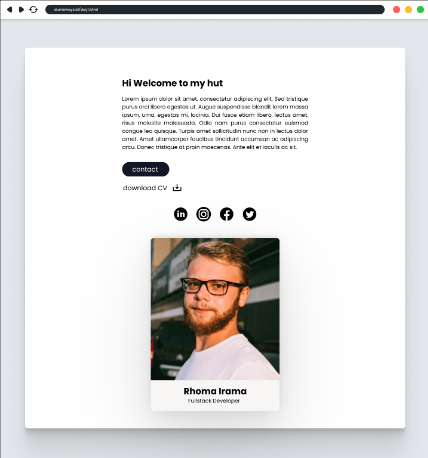 Hi Welcome to my hut
Lorem ipsum dolor sit amet, consectetur adipiscing elit. Sed tristique
purus orci libero egestas ut. Augue suspendisse blandit lorem massa
ipsum, urna, egestas mi, lacinia. Dui fusce etiam libero, lectus amet,
risus molestie malesuada. Odio nam purus consectetur euismod
congue leo quisque. Turpis amet sollicitudin nunc non in lectus dolor
amet. Amet ullamcorper faucibus tincidunt accumsan ac adipiscing
arcu. Donec tristique at proin maecenas. Ante elit et iaculis ac sit.
contact
download CV
in
Rhoma Irama
Fullstack Developer